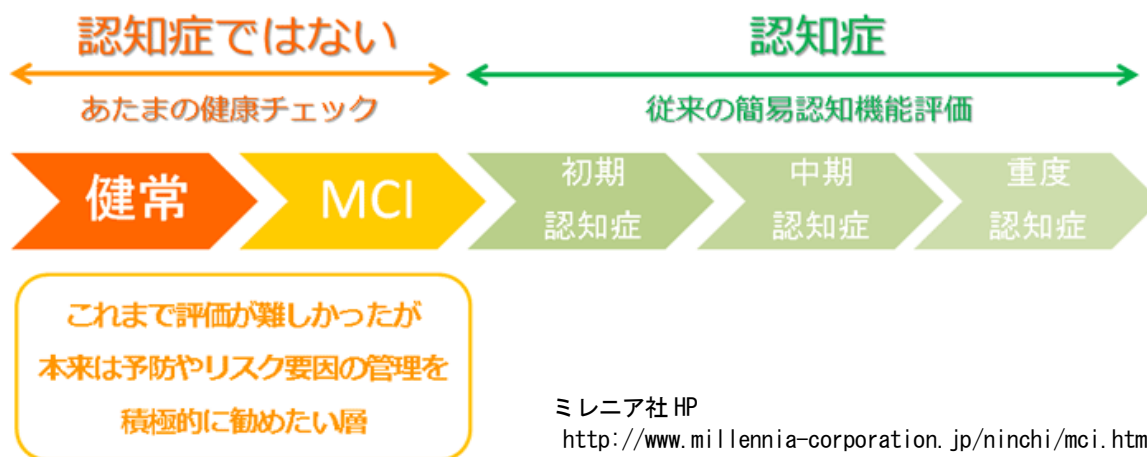 認知症ではない
認知症
あたまの健康チェック
従来の簡易認知機能評価
健常
MCI
初期
認知症
中期
認知症
重度
認知症
これまで評価が難しかったが
本来は予防やリスク要因の管理を
積極的に勧めたい層
ミレニア社 HP
http://www.millennia-corporation.jp/ninchi/mci.htm